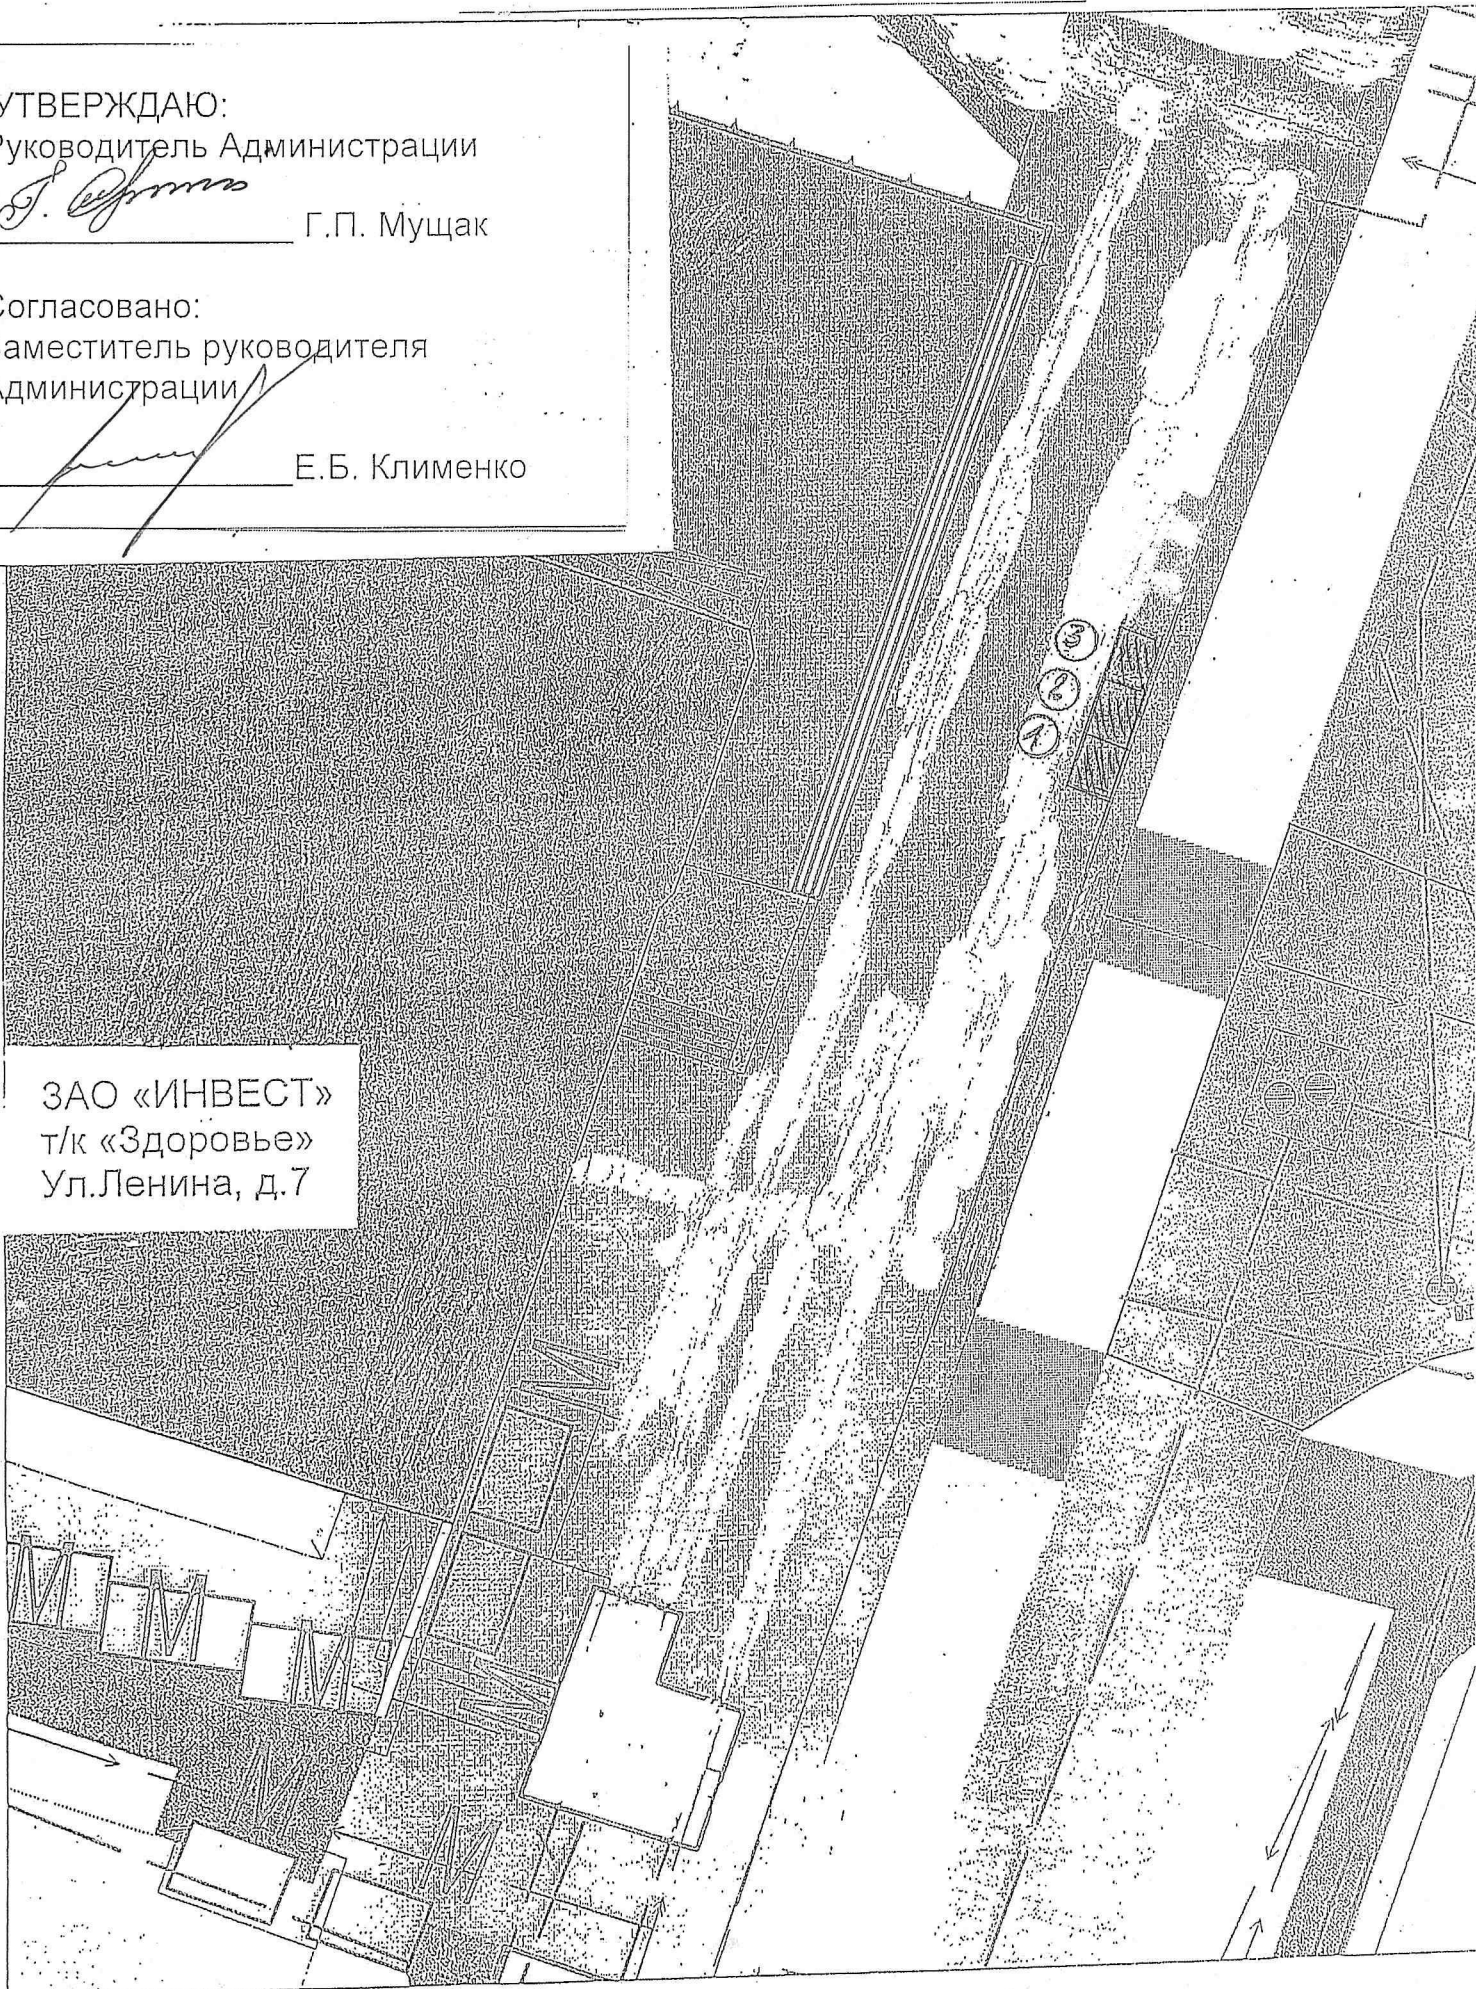 УТВЕРЖДАЮ:
Руководитель Администрации
Г.П. Мущак
Согласовано:
Заместитель руководителя
Администрации
Е.Б. Клименко
3
2
1
ЗАО «ИНВЕСТ»
т/к «Здоровье»
Ул.Ленина, д.7
М
М
М
М
М
М
М